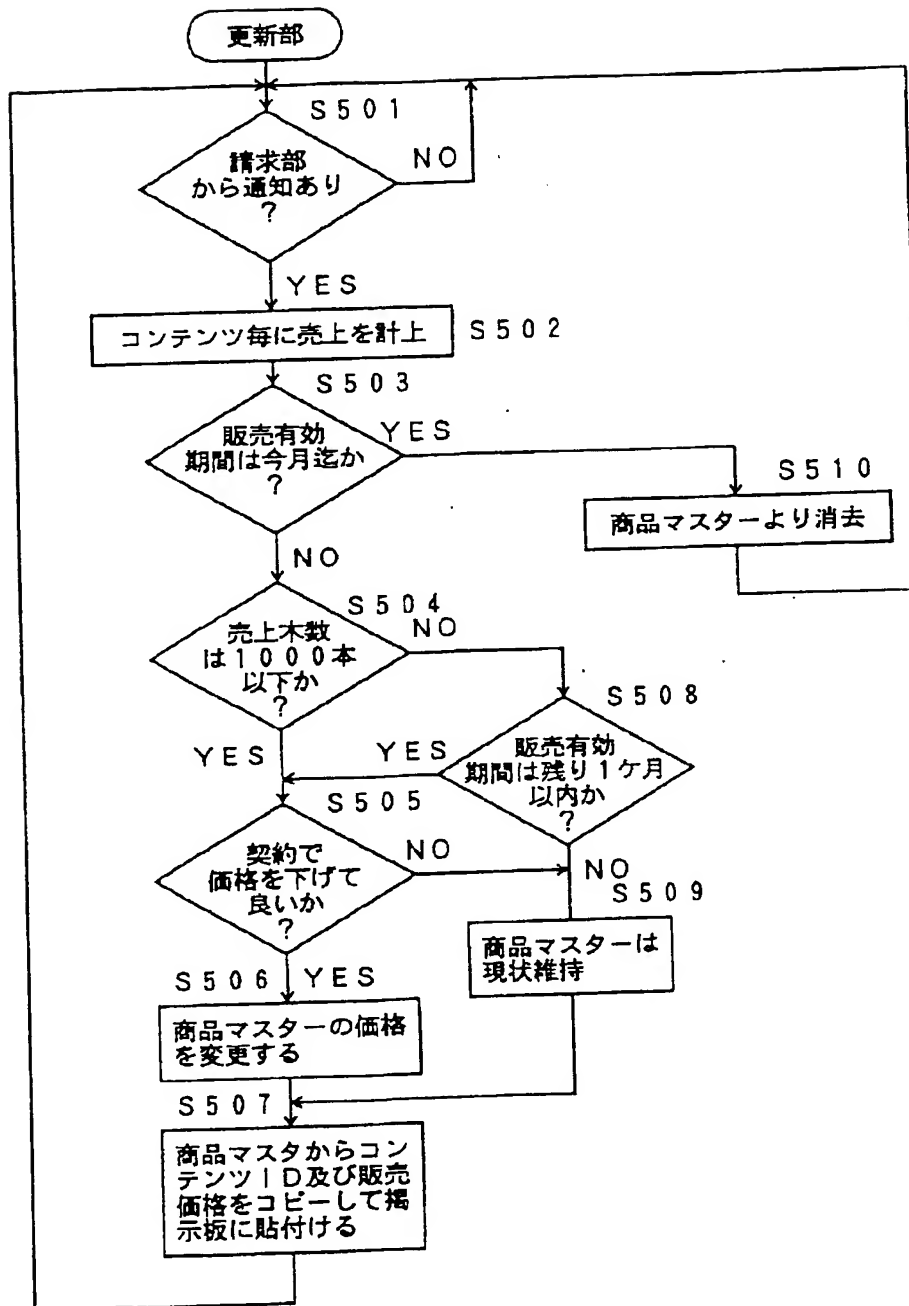 更新部
S501
請求部
から通知あり
?
NO
YES
コンテンツ毎に売上を計上
S502
S503
販売有効
期間は今月迄か
?
YES
S510
商品マスターより消去
NO
S504
売上本数
は1000本
以下か
?
NO
S508
YES
YES
販売有効
期間は残り1ケ月
以内か
?
S505
契約で
価格を下げて
良いか
?
NO
NO
S509
商品マスターは
現状維持
S506
YES
商品マスターの価格
を変更する
S507
商品マスタからコン
テンツID及び販売
価格をコピーして掲
示板に貼付ける